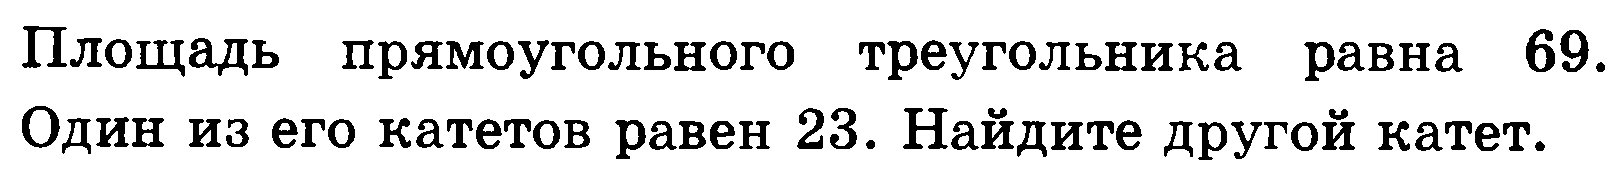 Площадь прямоугольного треугольника равна 69.
Один из его катетов равен 23. Найдите другой катет.